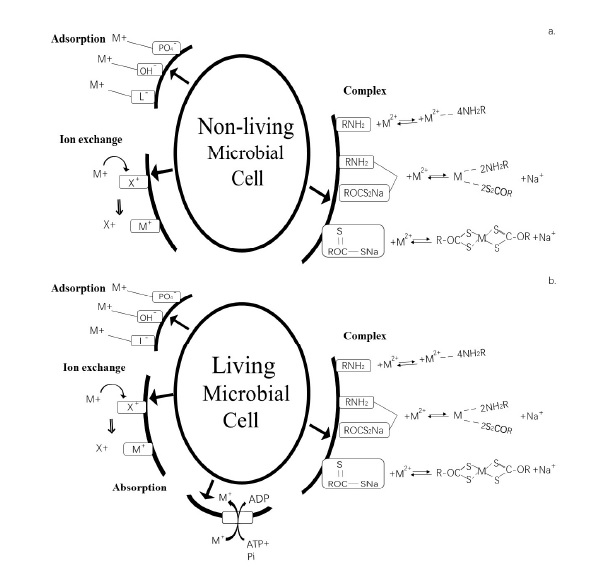 a.
Adsorption
M+
PO₄⁻
M+
OH⁻
M+
L⁻
Ion exchange
M+
X⁺
X+
M⁺
Non-living
Microbial
Cell
Complex
RNH₂ +M²⁺ +M²⁺ 4NH2R
RNH₂
ROCS2Na
+M²⁺ M 2NH2R +Na⁺
2S2COR
S
ROC—SNa
+M²⁺ R-OC S S M S S C-OR +Na⁺
b.
Adsorption
M+
PO₄⁻
M+
OH⁻
M+
Ion exchange
M+
X⁺
X+
M⁺
Absorption
Living
Microbial
Cell
M⁺ ADP
M⁺ ATP+
Pi
Complex
RNH₂ +M²⁺ +M²⁺ 4NH2R
RNH₂
ROCS2Na
+M²⁺ M 2NH2R +Na⁺
2S2COR
S
ROC—SNa
+M²⁺ R-OC S S M S S C-OR +Na⁺